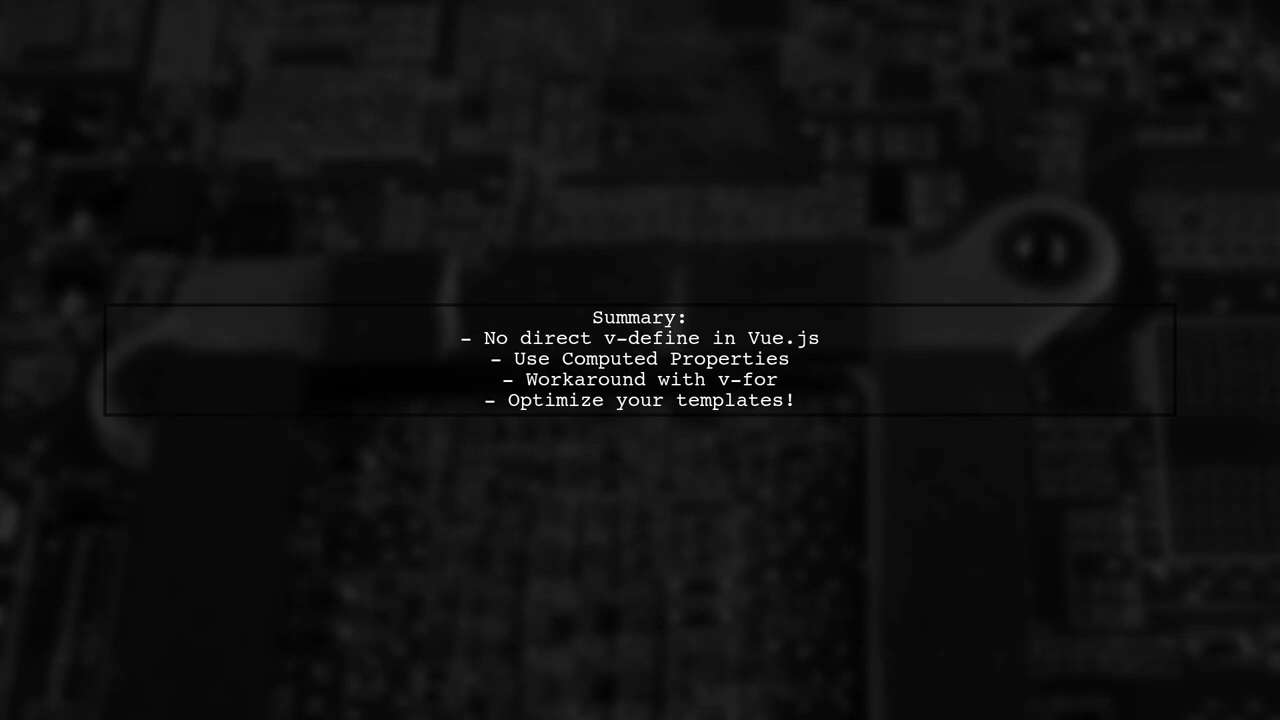 Summary:
- No direct v-define in Vue.js
- Use Computed Properties
- Workaround with v-for
- Optimize your templates!